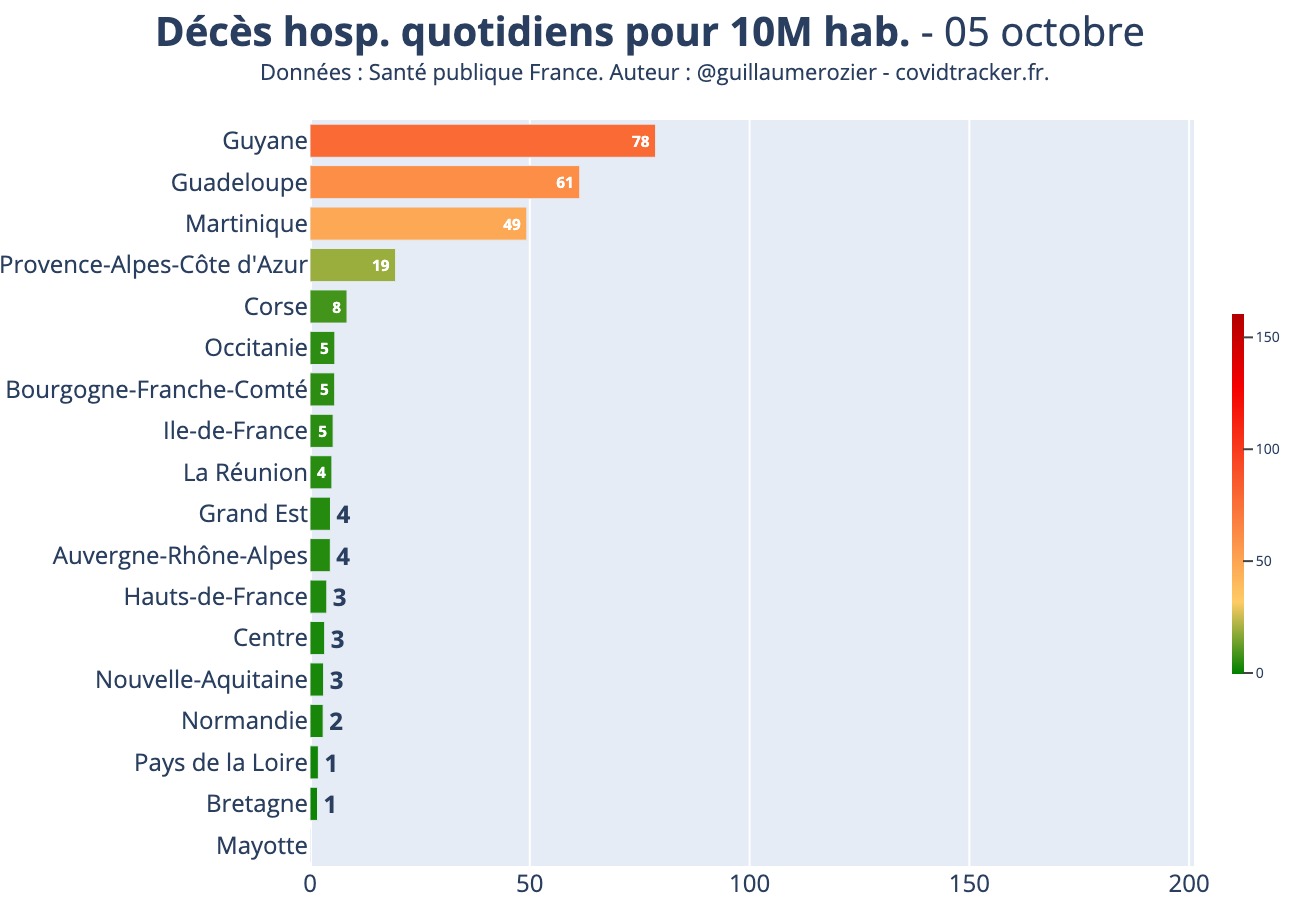 Décès hosp. quotidiens pour 10M hab. - 05 octobre
Données : Santé publique France. Auteur : @guillaumerozier - covidtracker.fr.
Guyane 78
Guadeloupe 61
Martinique 49
Provence-Alpes-Côte d'Azur 19
Corse 8
Occitanie 5
Bourgogne-Franche-Comté 5
Ile-de-France 5
La Réunion 4
Grand Est 4
Auvergne-Rhône-Alpes 4
Hauts-de-France 3
Centre 3
Nouvelle-Aquitaine 3
Normandie 2
Pays de la Loire 1
Bretagne 1
Mayotte
0 50 100 150 200
150
100
50
0